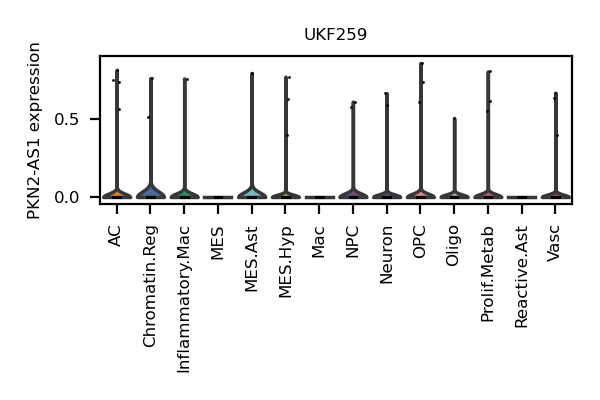 UKF259
PKN2-AS1 expression
0.5
0.0
AC
Chromatin.Reg
Inflammatory.Mac
MES
MES.Ast
MES.Hyp
Mac
NPC
Neuron
OPC
Oligo
Prolif.Metab
Reactive.Ast
Vasc